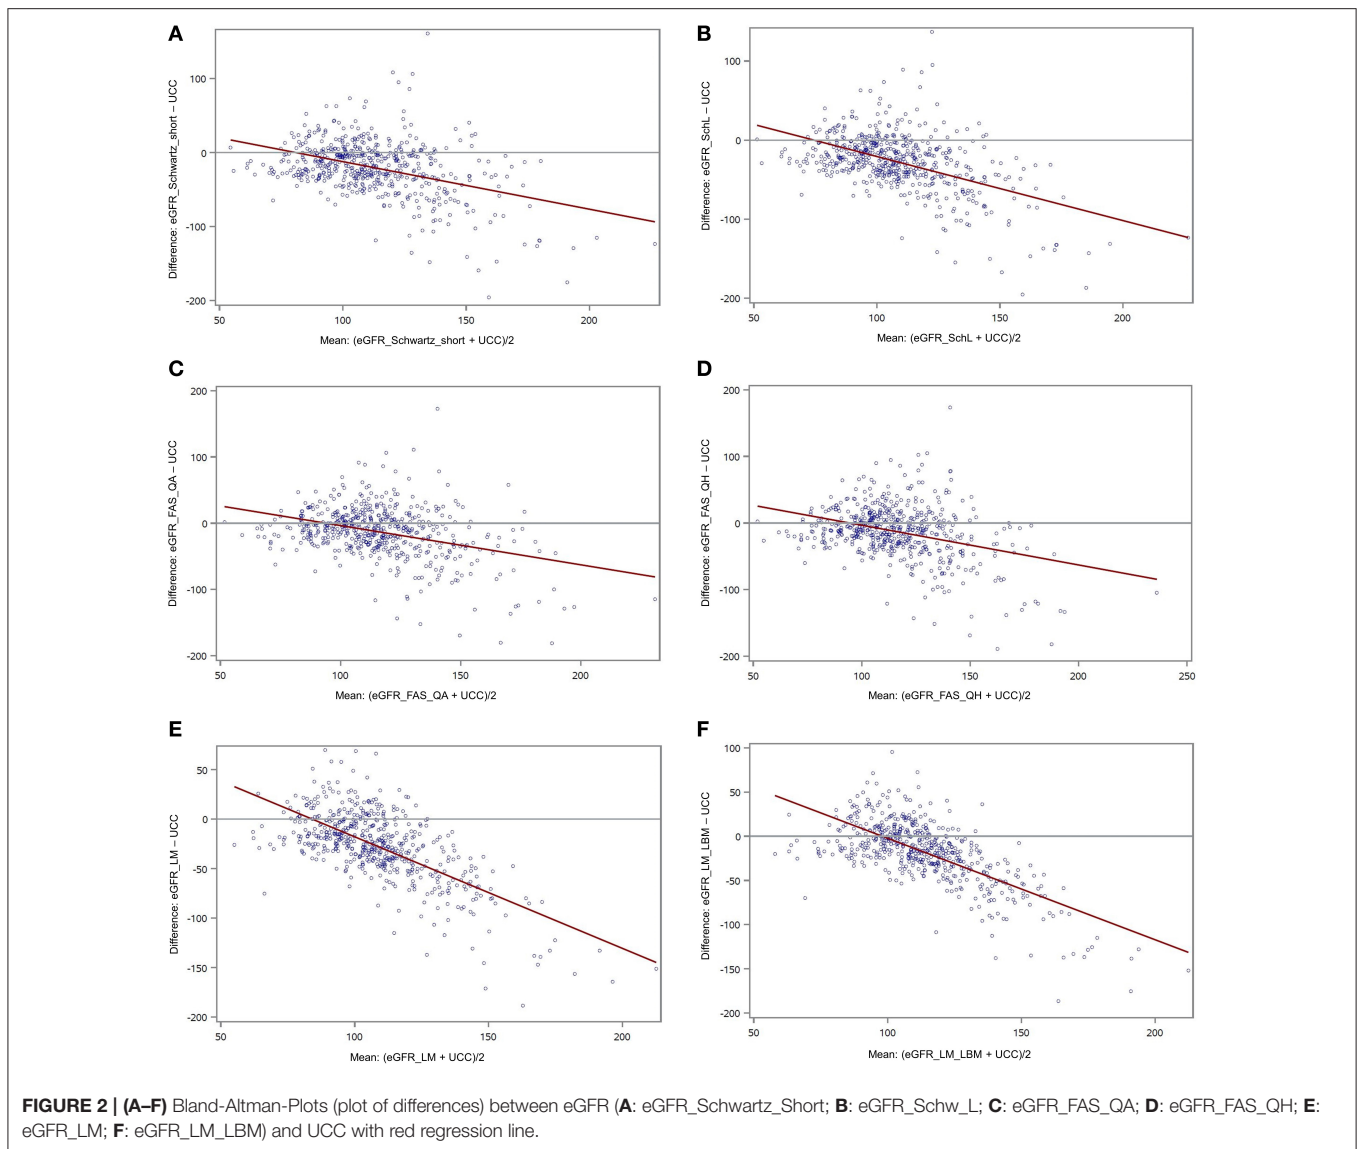 A
Difference: eGFR_Schwartz_short – UCC
100
0
-100
-200
50
100
150
200
Mean: (eGFR_Schwartz_short + UCC)/2
B
Difference: eGFR_SchL – UCC
100
0
-100
-200
50
100
150
200
Mean: (eGFR_SchL + UCC)/2
C
Difference: eGFR_FAS_QA – UCC
200
100
0
-100
-200
50
100
150
200
Mean: (eGFR_FAS_QA + UCC)/2
D
Difference: eGFR_FAS_QH – UCC
200
100
0
-100
-200
50
100
150
200
250
Mean: (eGFR_FAS_QH + UCC)/2
E
Difference: eGFR_LM – UCC
50
0
-50
-100
-150
-200
50
100
150
200
Mean: (eGFR_LM + UCC)/2
F
Difference: eGFR_LM_LBM – UCC
100
50
0
-50
-100
-150
-200
50
100
150
200
Mean: (eGFR_LM_LBM + UCC)/2
FIGURE 2 | (A–F) Bland-Altman-Plots (plot of differences) between eGFR (A: eGFR_Schwartz_Short; B: eGFR_Schw_L; C: eGFR_FAS_QA; D: eGFR_FAS_QH; E:
eGFR_LM; F: eGFR_LM_LBM) and UCC with red regression line.